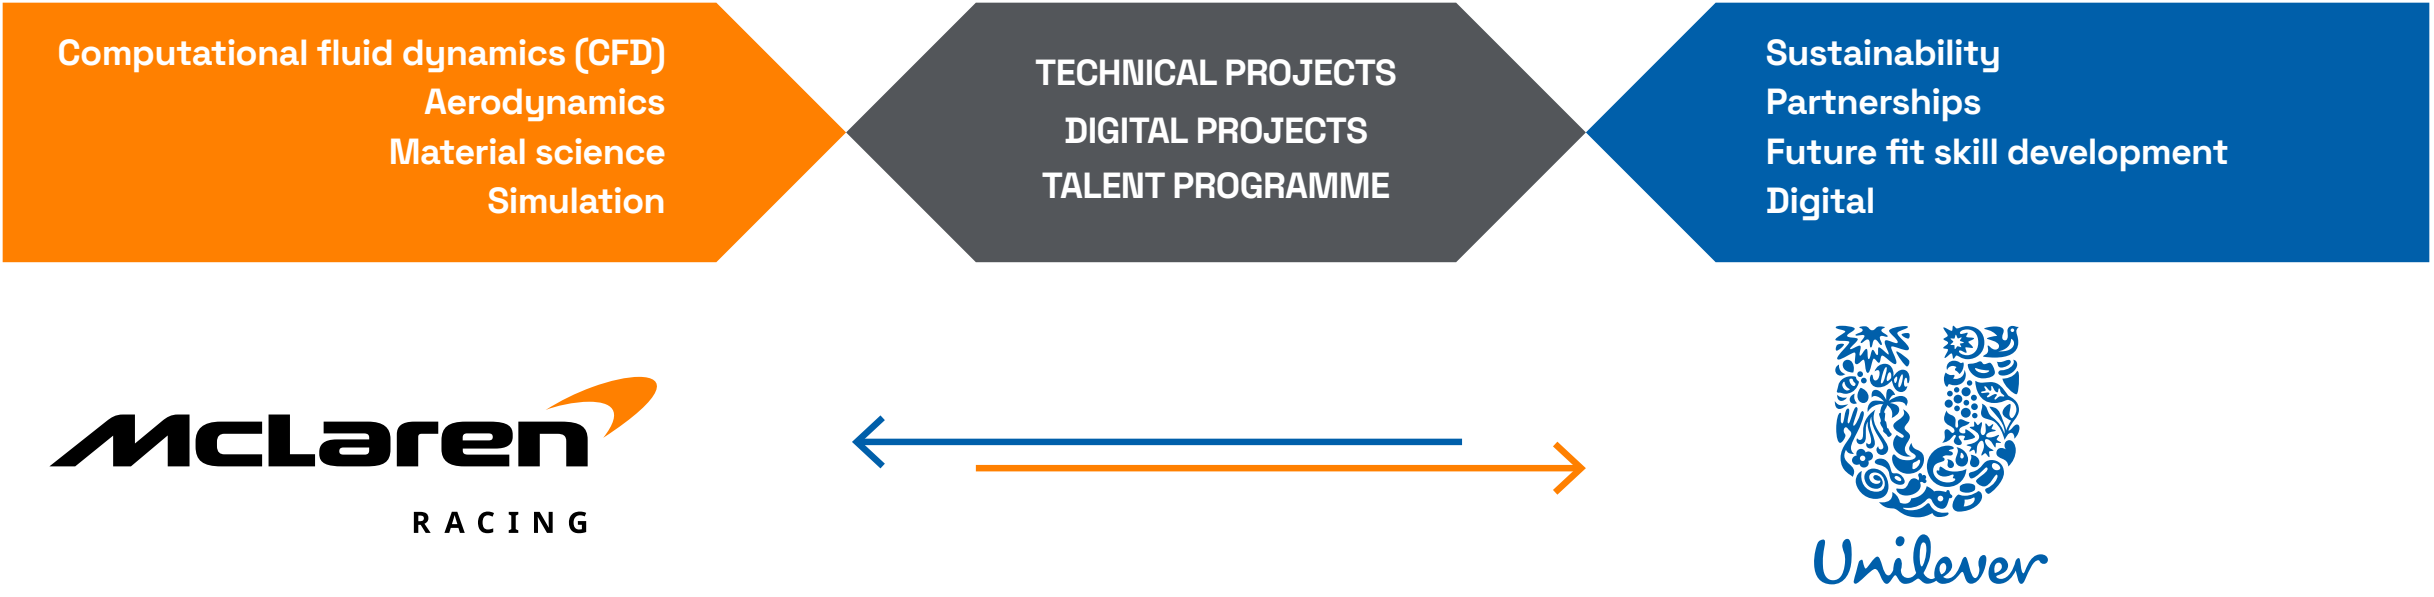 Computational fluid dynamics (CFD)
Aerodynamics
Material science
Simulation
TECHNICAL PROJECTS
DIGITAL PROJECTS
TALENT PROGRAMME
Sustainability
Partnerships
Future fit skill development
Digital
McLaren
RACING
Unilever